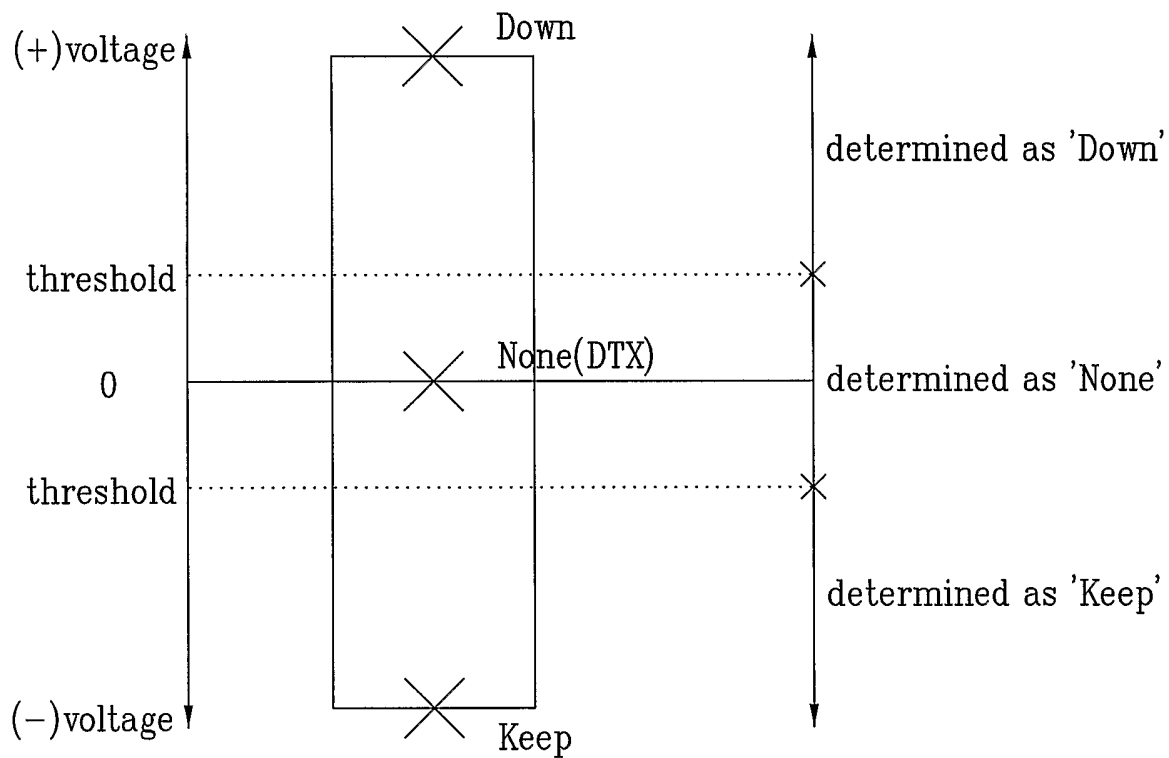 Down
(+)voltage
determined as 'Down'
threshold
None(DTX)
0
determined as 'None'
threshold
determined as 'Keep'
(−)voltage
Keep